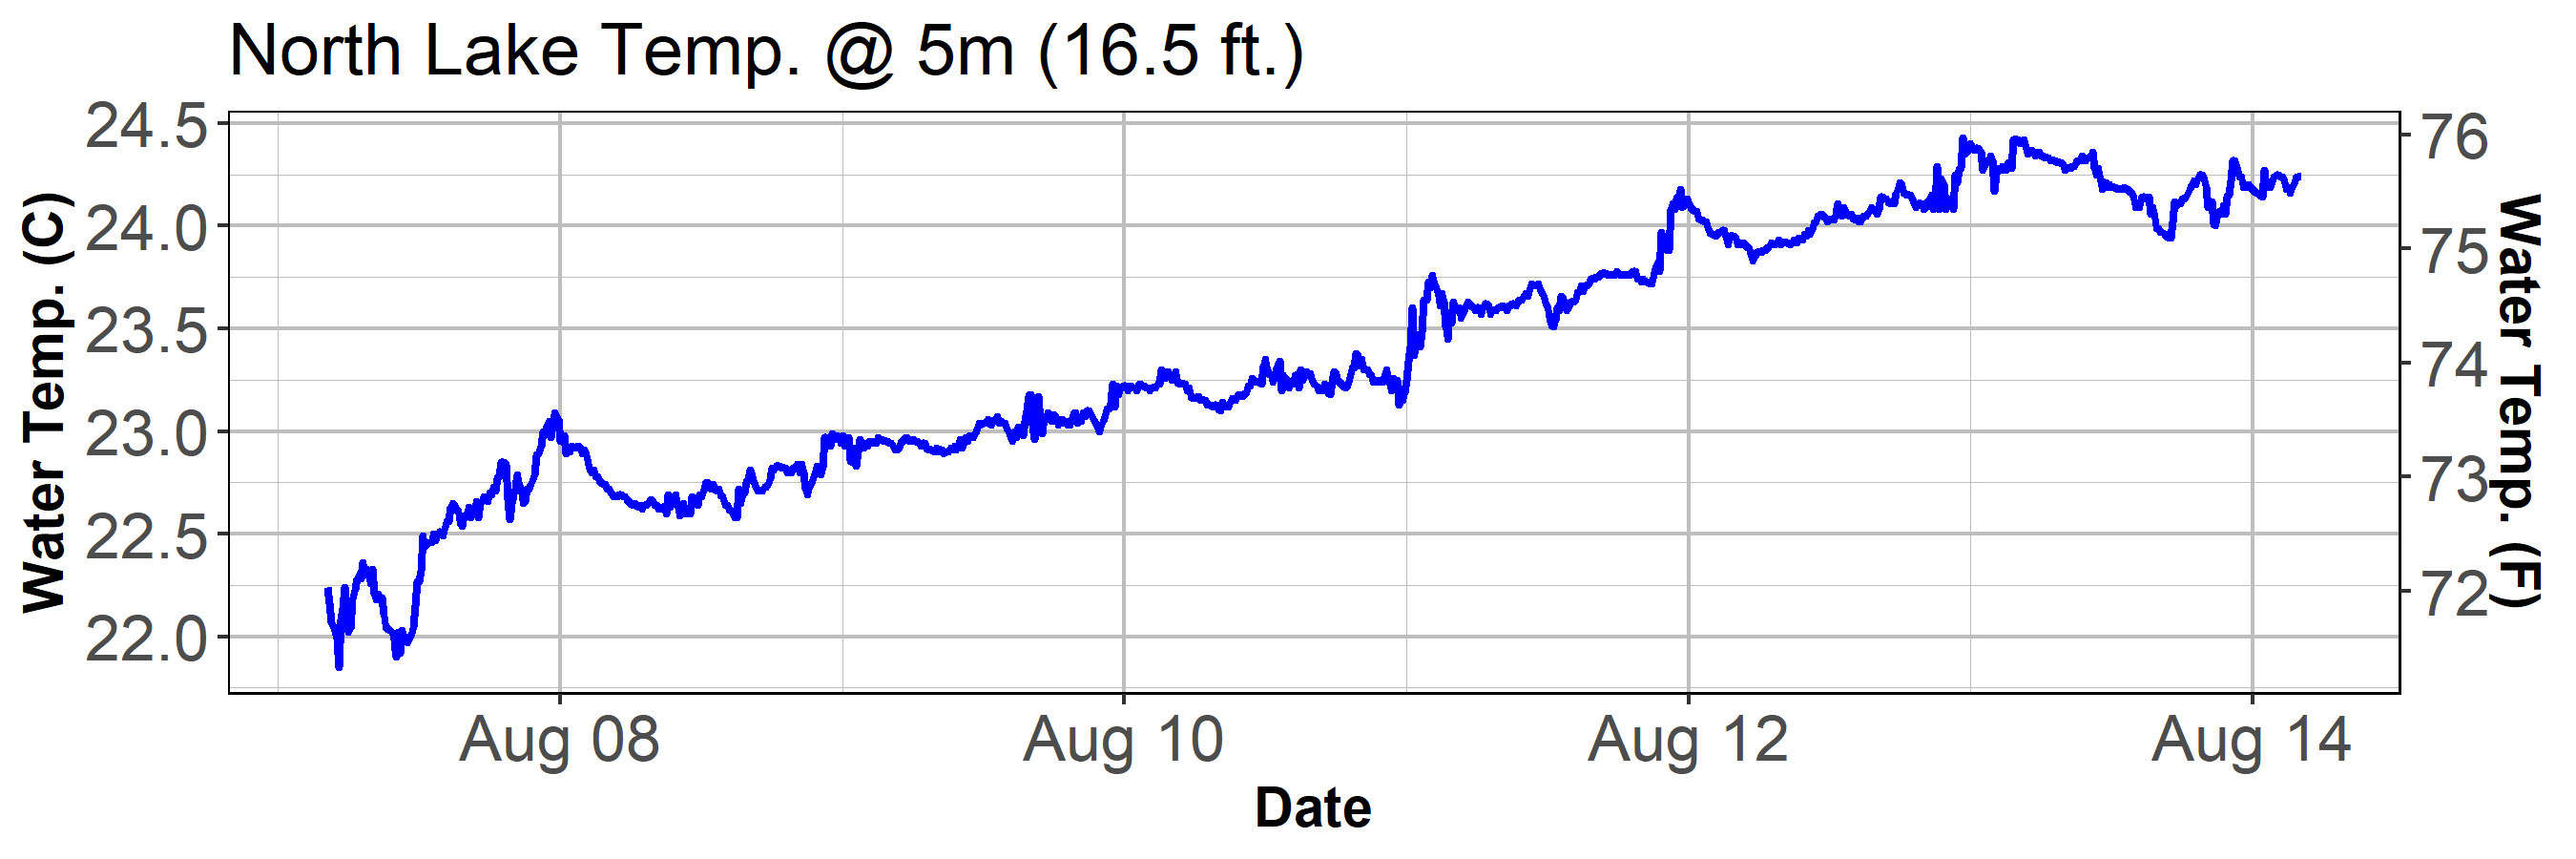 North Lake Temp. @ 5m (16.5 ft.)
Water Temp. (C)
24.5
24.0
23.5
23.0
22.5
22.0
76
75
74
73
72
Water Temp. (F)
Aug 08
Aug 10
Aug 12
Aug 14
Date